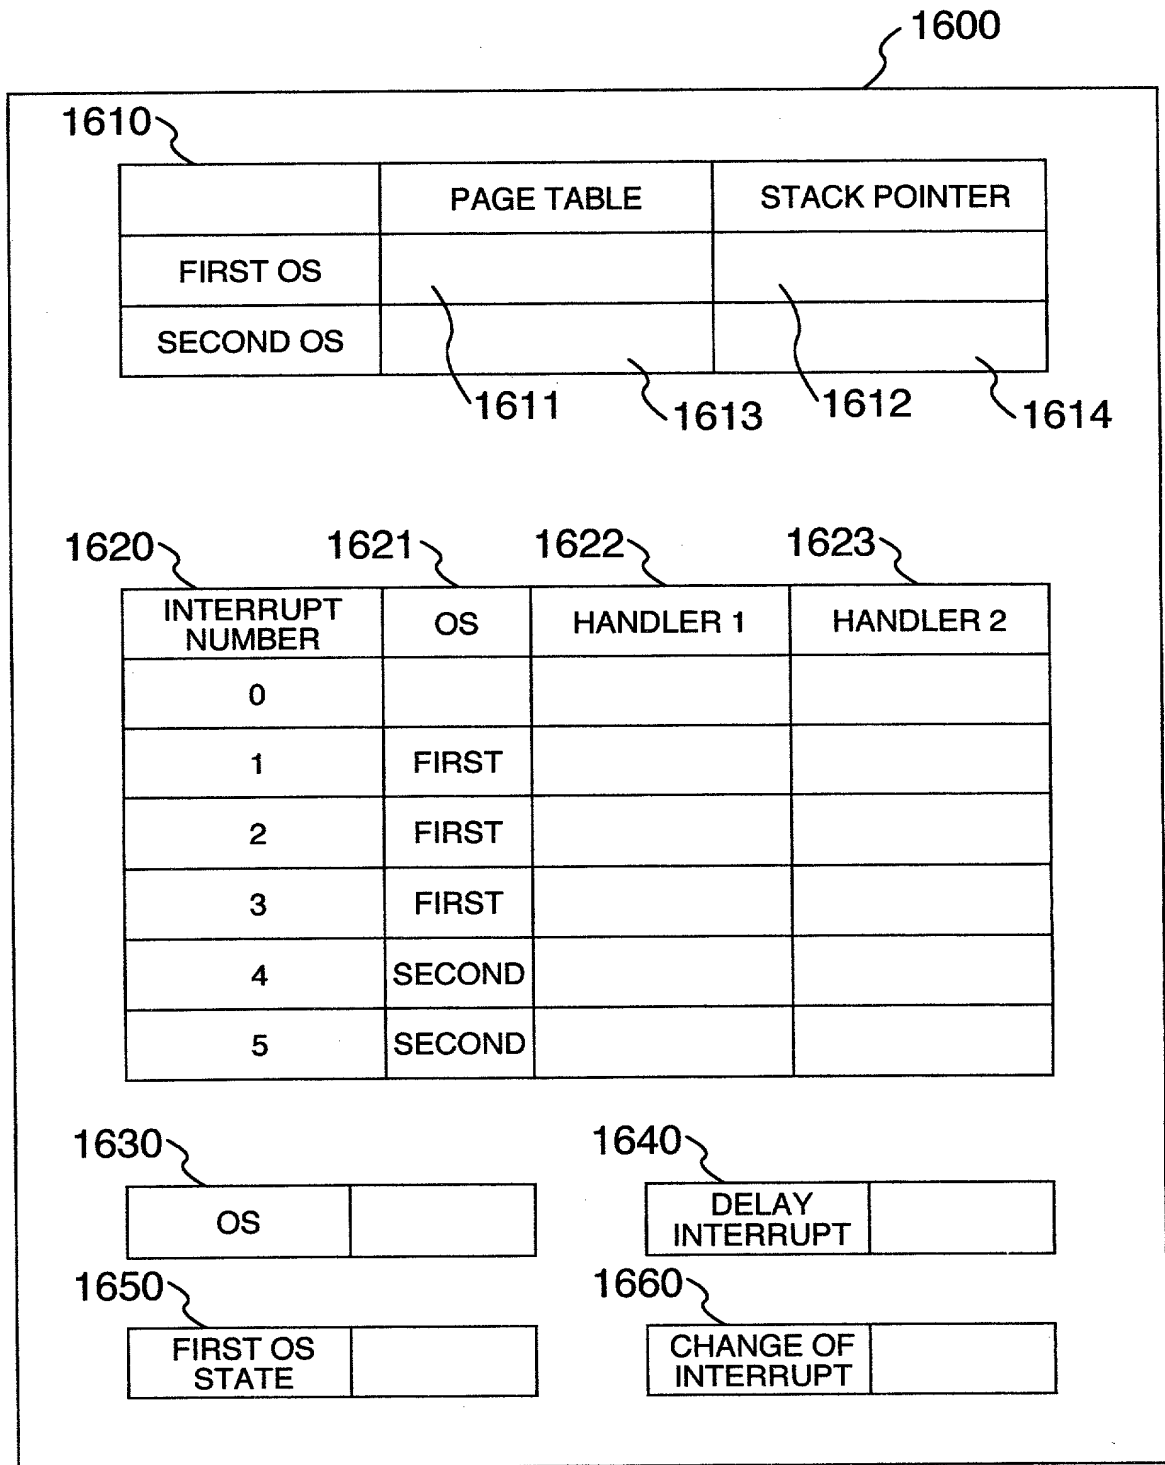 1600
1610
PAGE TABLE STACK POINTER
FIRST OS
SECOND OS
1611 1613 1612 1614
1620 1621 1622 1623
INTERRUPT
NUMBER OS HANDLER 1 HANDLER 2
0
1 FIRST
2 FIRST
3 FIRST
4 SECOND
5 SECOND
1630 1640
OS
DELAY
INTERRUPT
1650 1660
FIRST OS
STATE
CHANGE OF
INTERRUPT